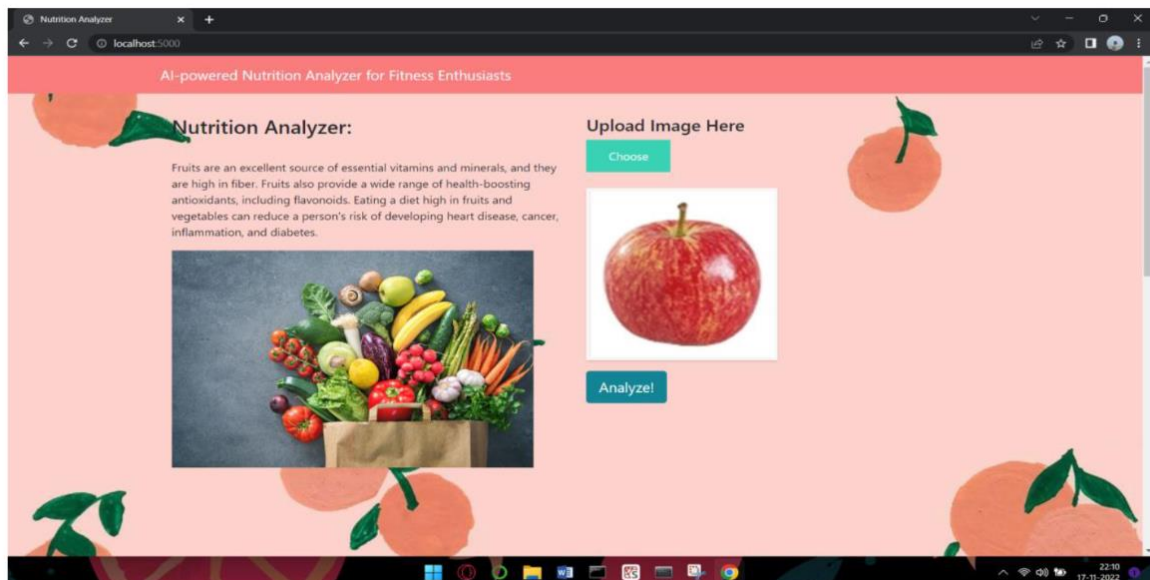 Nutrition Analyzer
localhost:5000
AI-powered Nutrition Analyzer for Fitness Enthusiasts
Nutrition Analyzer:
Fruits are an excellent source of essential vitamins and minerals, and they
are high in fiber. Fruits also provide a wide range of health-boosting
antioxidants, including flavonoids. Eating a diet high in fruits and
vegetables can reduce a person's risk of developing heart disease, cancer,
inflammation, and diabetes.
Upload Image Here
Choose
Analyze!
22:10
17-11-2022